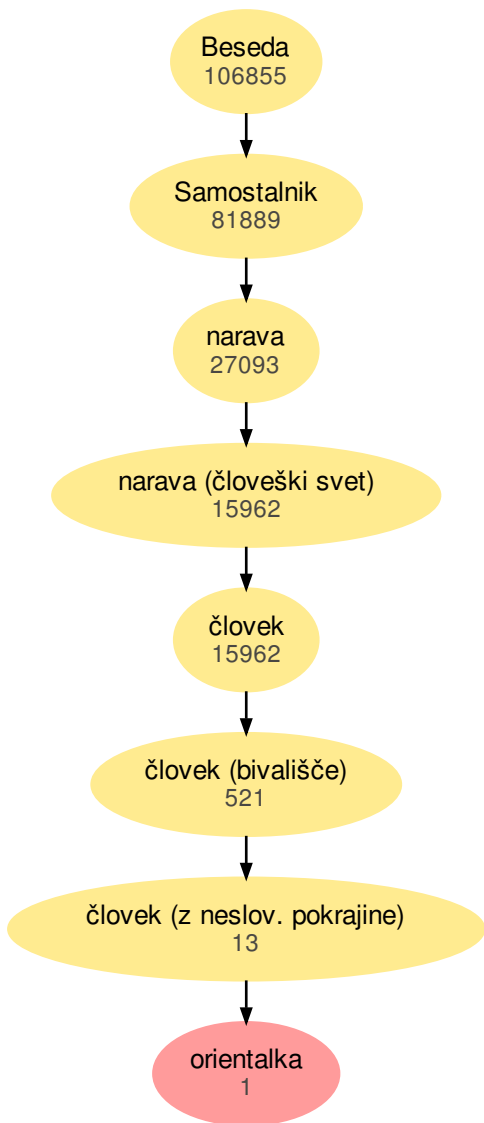 Beseda
106855
Samostalnik
81889
narava
27093
narava (človeški svet)
15962
človek
15962
človek (bivališče)
521
človek (z neslov. pokrajine)
13
orientalka
1